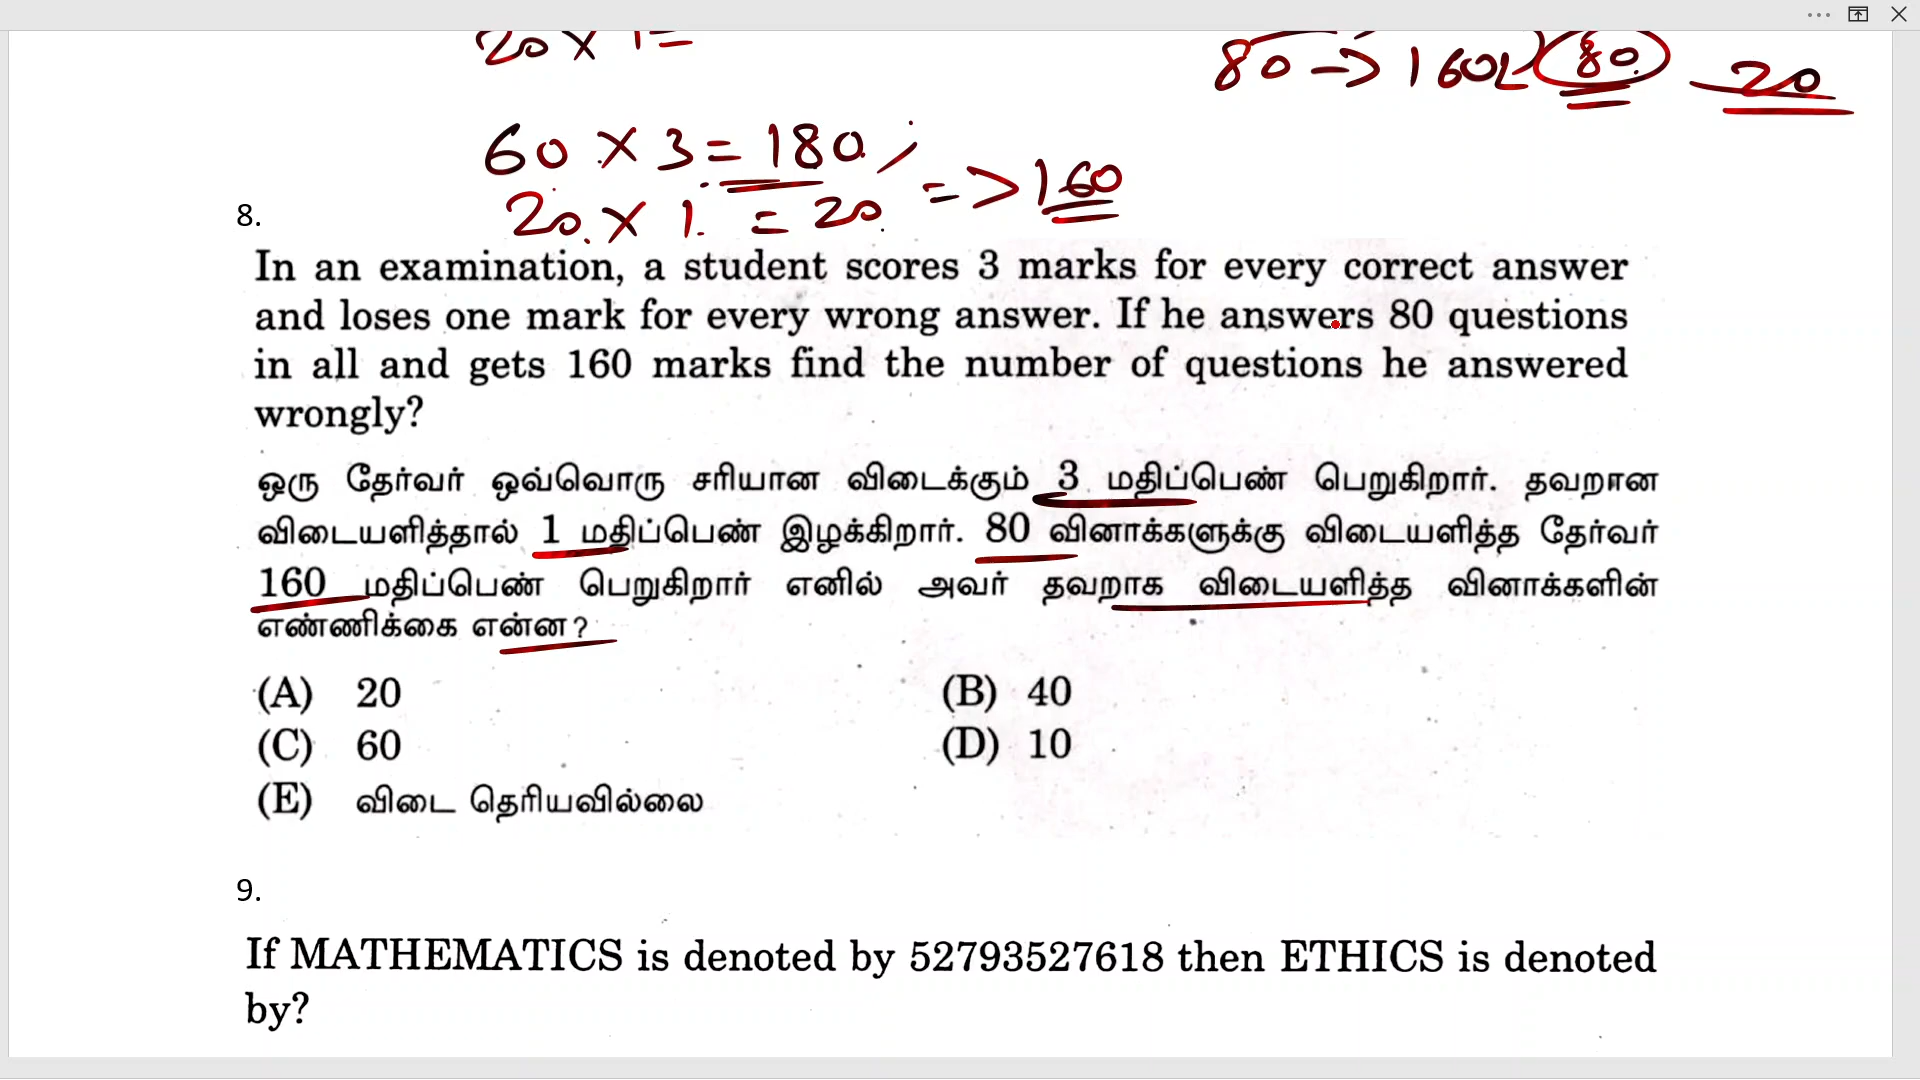 20 X 1 =
80 -> 160 80 20
60 X 3 = 180
20 X 1 = 20 => 160
8.
In an examination, a student scores 3 marks for every correct answer
and loses one mark for every wrong answer. If he answers 80 questions
in all and gets 160 marks find the number of questions he answered
wrongly?
ஒரு தேர்வர் ஒவ்வொரு சரியான விடைக்கும் 3 மதிப்பெண் பெறுகிறார். தவறான
விடையளித்தால் 1 மதிப்பெண் இழக்கிறார். 80 வினாக்களுக்கு விடையளித்த தேர்வர்
160 மதிப்பெண் பெறுகிறார் எனில் அவர் தவறாக விடையளித்த வினாக்களின்
எண்ணிக்கை என்ன?
(A) 20 (B) 40
(C) 60 (D) 10
(E) விடை தெரியவில்லை
9.
If MATHEMATICS is denoted by 52793527618 then ETHICS is denoted
by?